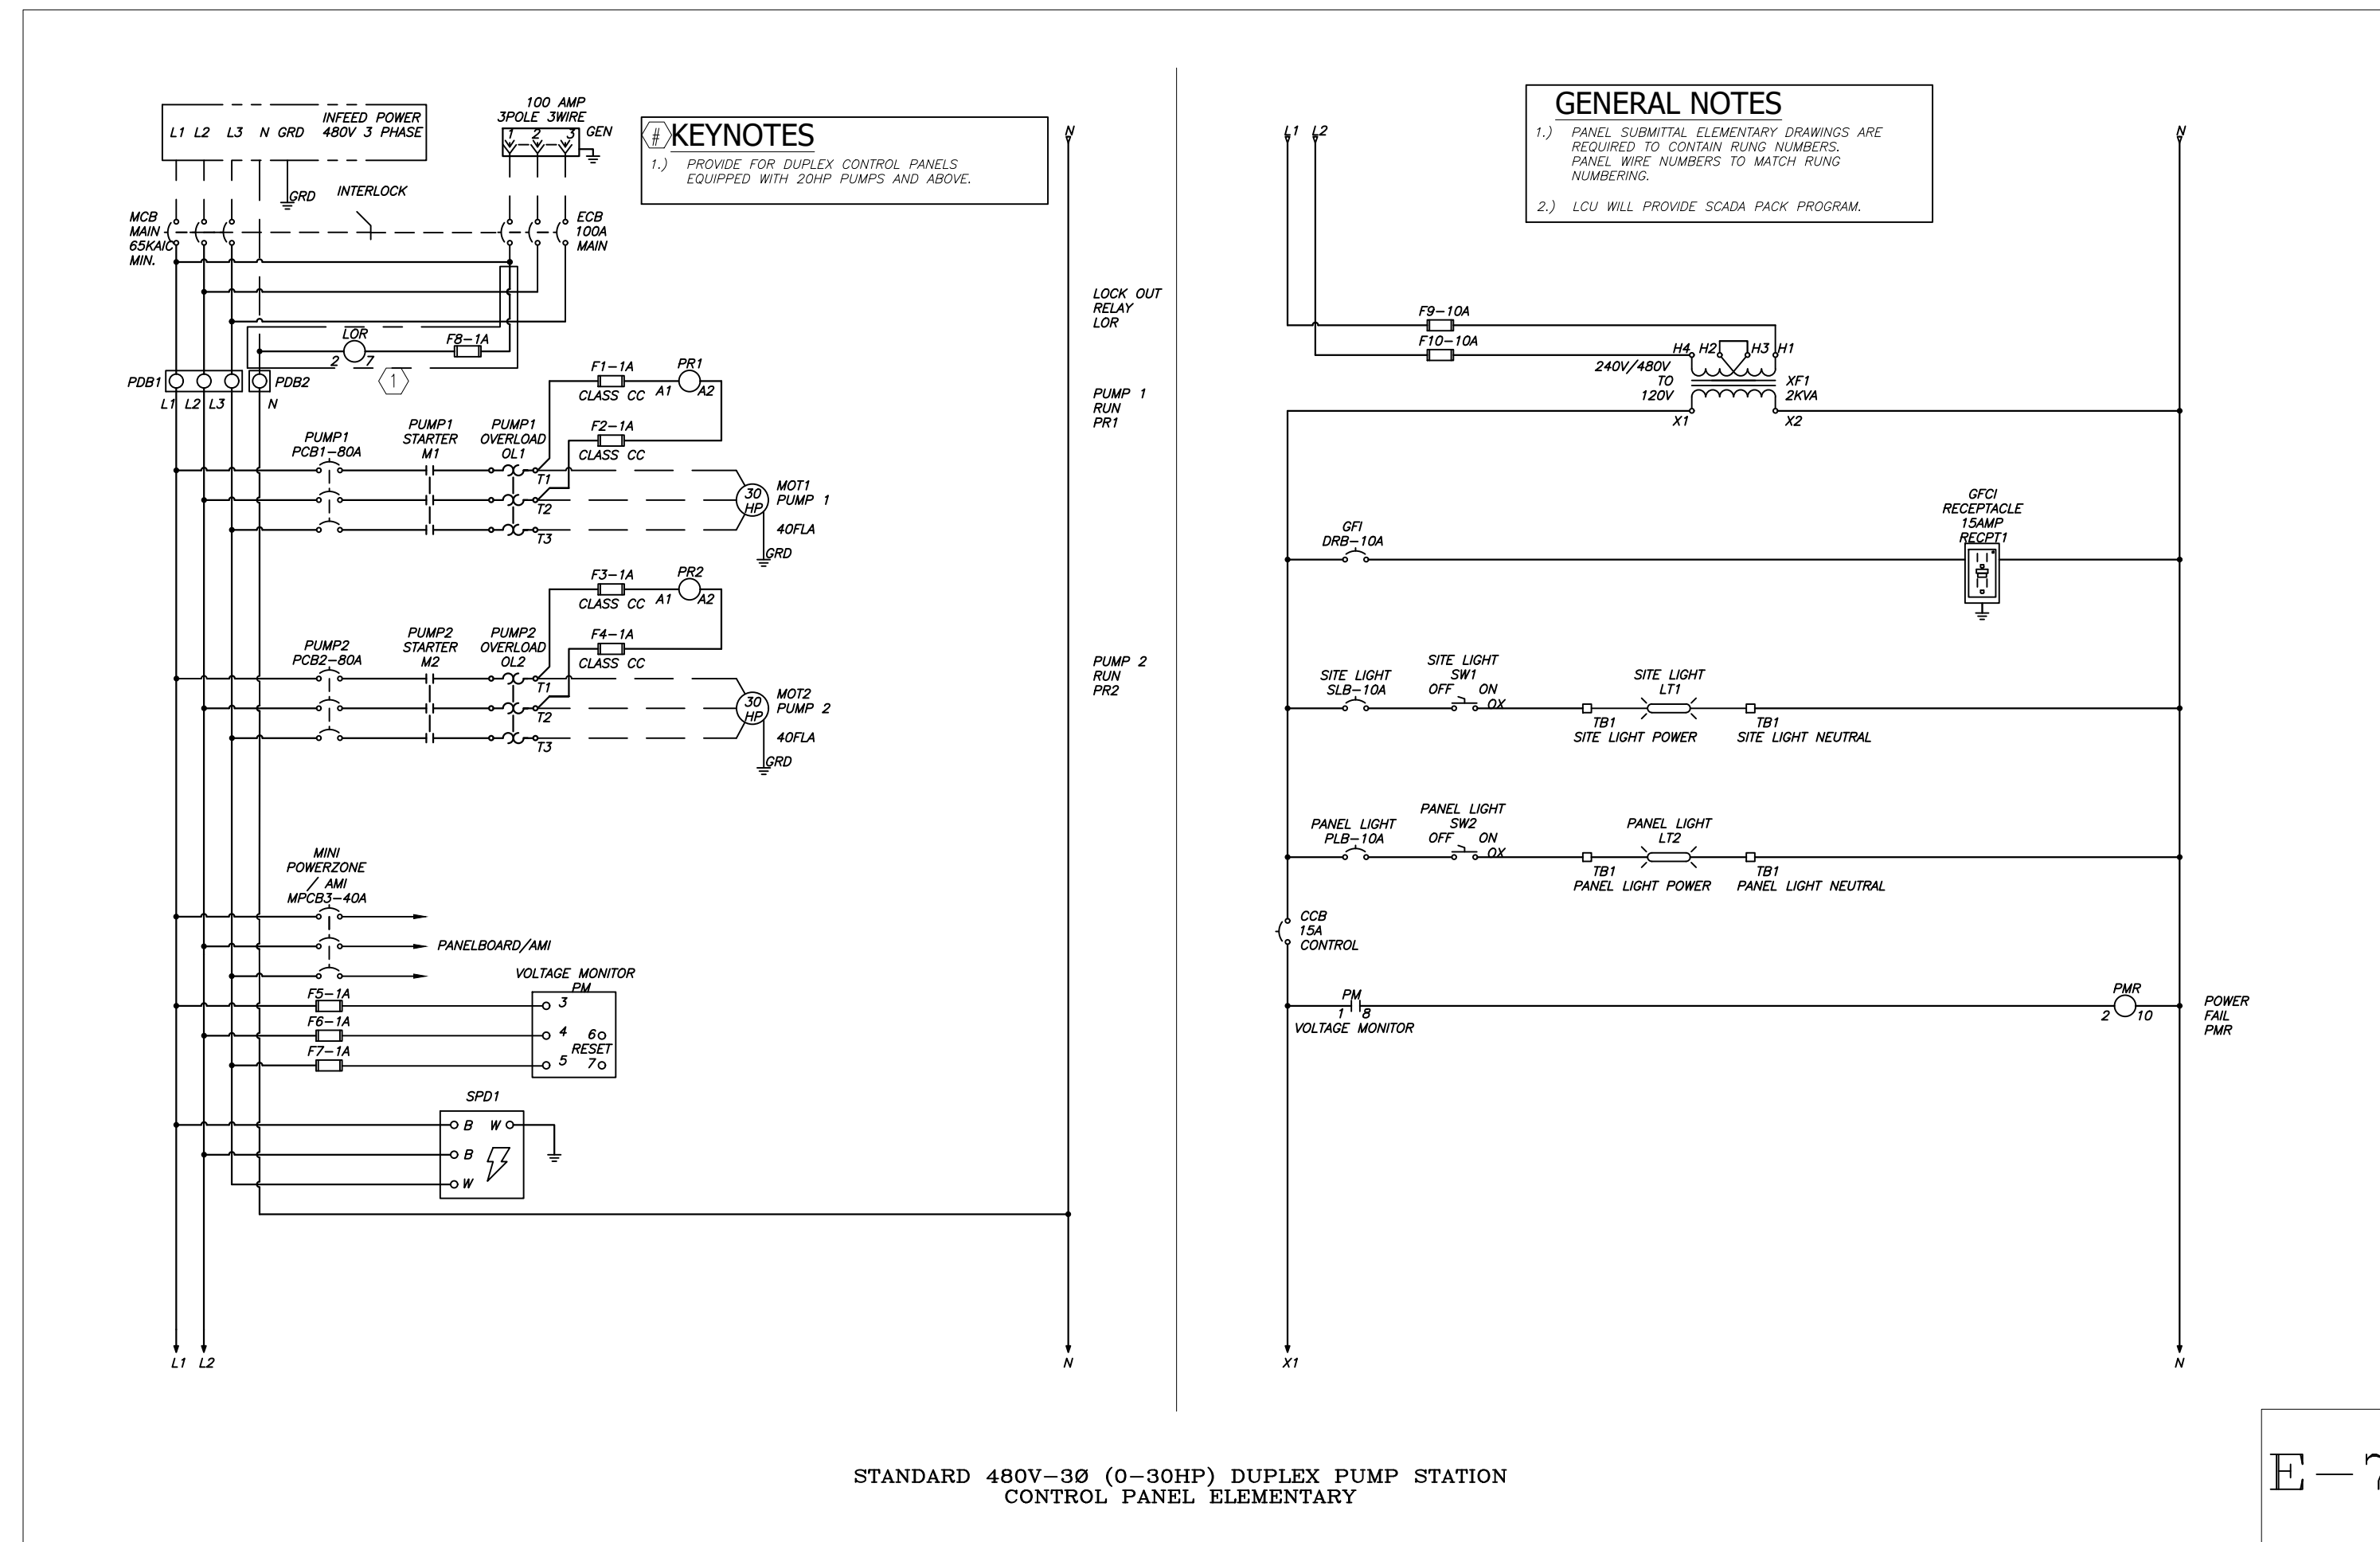 INFEED POWER
L1 L2 L3 N GRD 480V 3 PHASE
GRD
INTERLOCK
100 AMP
3POLE 3WIRE
1 2 3 GEN
MCB
MAIN
65KAIC
MIN.
ECB
100A
MAIN
# KEYNOTES
1.) PROVIDE FOR DUPLEX CONTROL PANELS
EQUIPPED WITH 20HP PUMPS AND ABOVE.
N
LOR
2 7
F8-1A
1
PDB1
PDB2
L1 L2 L3 N
LOCK OUT
RELAY
LOR
F1-1A
CLASS CC
PR1
A1 A2
F2-1A
CLASS CC
PUMP 1
RUN
PR1
PUMP1
PCB1-80A
PUMP1
STARTER
M1
PUMP1
OVERLOAD
OL1
T1
T2
T3
30
HP
MOT1
PUMP 1
40FLA
GRD
F3-1A
CLASS CC
PR2
A1 A2
F4-1A
CLASS CC
PUMP 2
RUN
PR2
PUMP2
PCB2-80A
PUMP2
STARTER
M2
PUMP2
OVERLOAD
OL2
T1
T2
T3
30
HP
MOT2
PUMP 2
40FLA
GRD
MINI
POWERZONE
/ AMI
MPCB3-40A
PANELBOARD/AMI
VOLTAGE MONITOR
PM
F5-1A
F6-1A
F7-1A
3
4 6
RESET
5 7
SPD1
B W
B
W
L1 L2
N
L1 L2
GENERAL NOTES
1.) PANEL SUBMITTAL ELEMENTARY DRAWINGS ARE
REQUIRED TO CONTAIN RUNG NUMBERS.
PANEL WIRE NUMBERS TO MATCH RUNG
NUMBERING.
2.) LCU WILL PROVIDE SCADA PACK PROGRAM.
N
F9-10A
F10-10A
H4 H2 H3 H1
240V/480V
TO
120V
XF1
2KVA
X1 X2
GFI
DRB-10A
GFCI
RECEPTACLE
15AMP
RECPT1
SITE LIGHT
SLB-10A
SITE LIGHT
SW1
OFF ON
OX
SITE LIGHT
LT1
TB1
SITE LIGHT POWER
TB1
SITE LIGHT NEUTRAL
PANEL LIGHT
PLB-10A
PANEL LIGHT
SW2
OFF ON
OX
PANEL LIGHT
LT2
TB1
PANEL LIGHT POWER
TB1
PANEL LIGHT NEUTRAL
CCB
15A
CONTROL
PM
1 8
VOLTAGE MONITOR
PMR
2 10
POWER
FAIL
PMR
X1
N
STANDARD 480V-3Ø (0-30HP) DUPLEX PUMP STATION
CONTROL PANEL ELEMENTARY
E-7